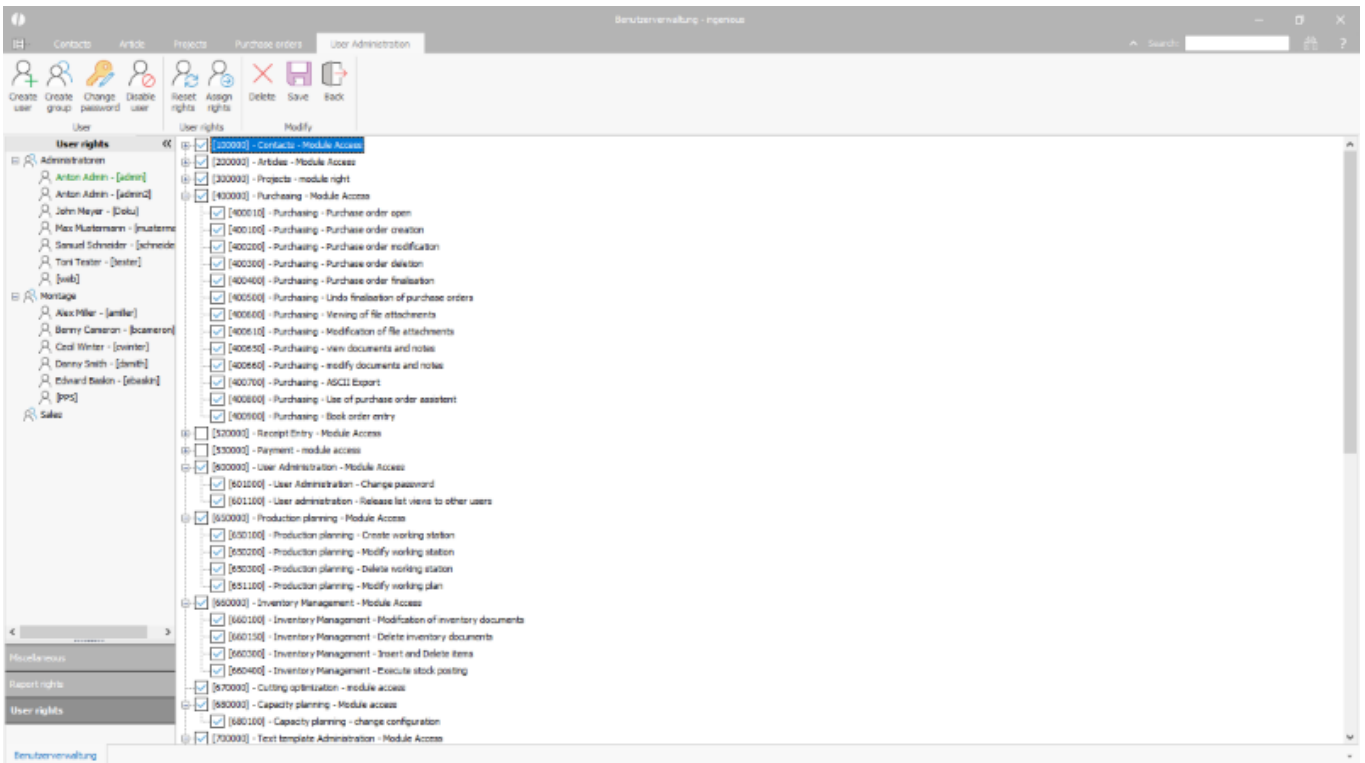 Benutzerverwaltung - ingenious
Contacts Article Projects Purchase orders User Administration Search:
Create user Create group Change password Disable user Reset rights Assign rights Delete Save Back
User User rights Modify
User rights
Administratoren
Anton Admin - [admin]
Anton Admin - [admin2]
John Meyer - [Doku]
Max Mustermann - [musterma
Samuel Schneider - [schneide
Toni Tester - [tester]
[web]
Montage
Alex Miller - [amiller]
Benny Cameron - [bcameron]
Cecil Winter - [cwinter]
Danny Smith - [dsmith]
Edward Baskin - [ebaskin]
[PPS]
Sales
Miscellaneous
Report rights
User rights
[100000] - Contacts - Module Access
[200000] - Articles - Module Access
[300000] - Projects - module right
[400000] - Purchasing - Module Access
[400010] - Purchasing - Purchase order open
[400100] - Purchasing - Purchase order creation
[400200] - Purchasing - Purchase order modification
[400300] - Purchasing - Purchase order deletion
[400400] - Purchasing - Purchase order finalisation
[400500] - Purchasing - Undo finalisation of purchase orders
[400600] - Purchasing - Viewing of file attachments
[400610] - Purchasing - Modification of file attachments
[400650] - Purchasing - view documents and notes
[400660] - Purchasing - modify documents and notes
[400700] - Purchasing - ASCII Export
[400800] - Purchasing - Use of purchase order assistent
[400900] - Purchasing - Book order entry
[520000] - Receipt Entry - Module Access
[530000] - Payment - module access
[600000] - User Administration - Module Access
[601000] - User Administration - Change password
[601100] - User administration - Release list views to other users
[650000] - Production planning - Module Access
[650100] - Production planning - Create working station
[650200] - Production planning - Modify working station
[650300] - Production planning - Delete working station
[651100] - Production planning - Modify working plan
[660000] - Inventory Management - Module Access
[660100] - Inventory Management - Modification of inventory documents
[660150] - Inventory Management - Delete inventory documents
[660300] - Inventory Management - Insert and Delete items
[660400] - Inventory Management - Execute stock posting
[670000] - Cutting optimization - module access
[680000] - Capacity planning - Module access
[680100] - Capacity planning - change configuration
[700000] - Text template Administration - Module Access
Benutzerverwaltung